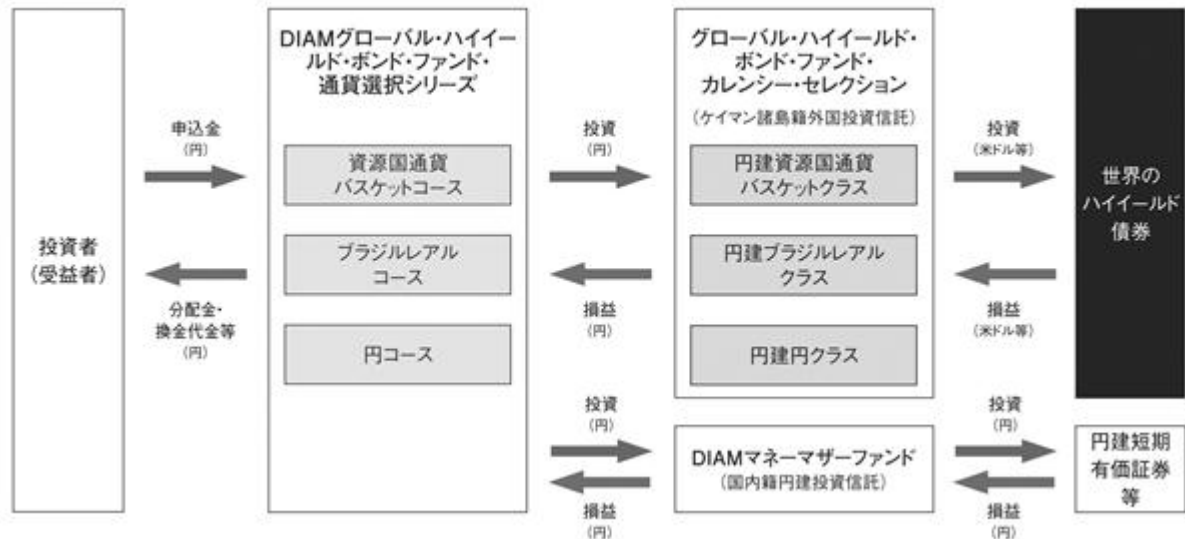 投資者
(受益者)
申込金
(円)
分配金・
換金代金等
(円)
DIAMグローバル・ハイイー
ルド・ボンド・ファンド・
通貨選択シリーズ
資源国通貨
バスケットコース
ブラジルレアル
コース
円コース
投資
(円)
損益
(円)
投資
(円)
損益
(円)
グローバル・ハイイールド・
ボンド・ファンド・
カレンシー・セレクション
(ケイマン諸島籍外国投資信託)
円建資源国通貨
バスケットクラス
円建ブラジルレアル
クラス
円建円クラス
DIAMマネーマザーファンド
(国内籍円建投資信託)
投資
(米ドル等)
損益
(米ドル等)
投資
(円)
損益
(円)
世界の
ハイイールド
債券
円建短期
有価証券
等